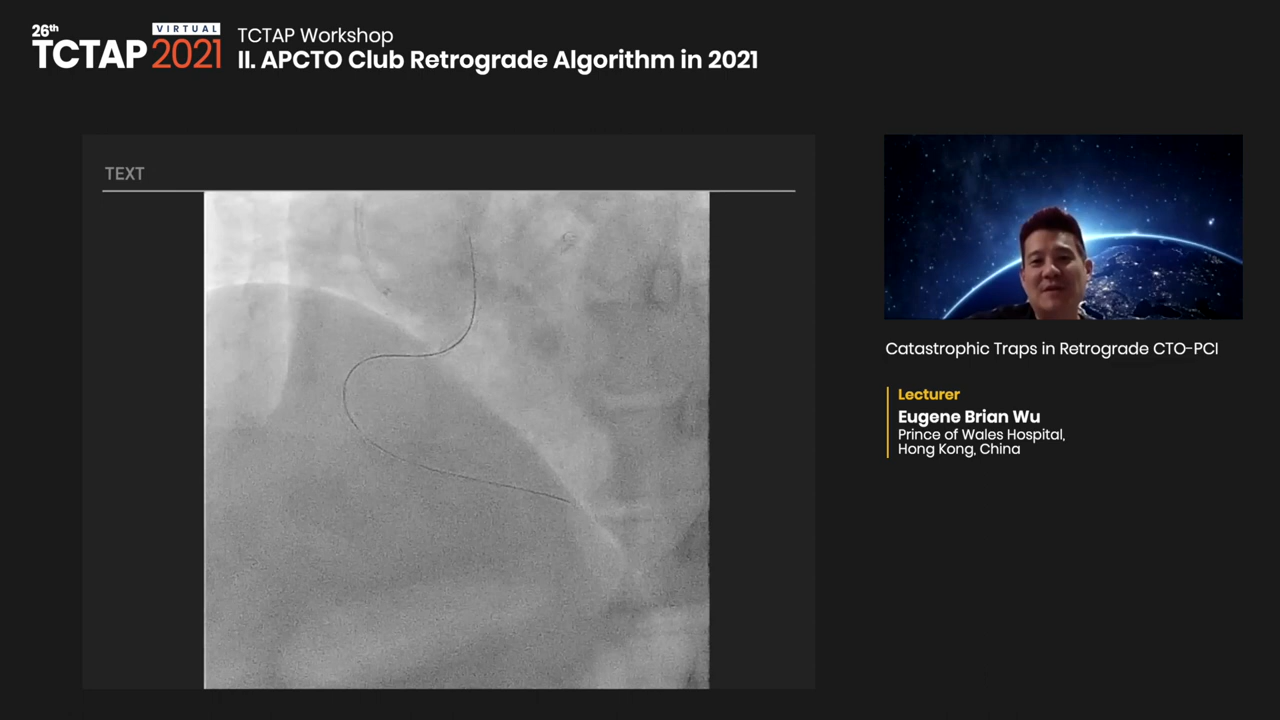 26th
VIRTUAL
TCTAP 2021
TCTAP Workshop
II. APCTO Club Retrograde Algorithm in 2021
TEXT
Catastrophic Traps in Retrograde CTO-PCI
Lecturer
Eugene Brian Wu
Prince of Wales Hospital,
Hong Kong, China